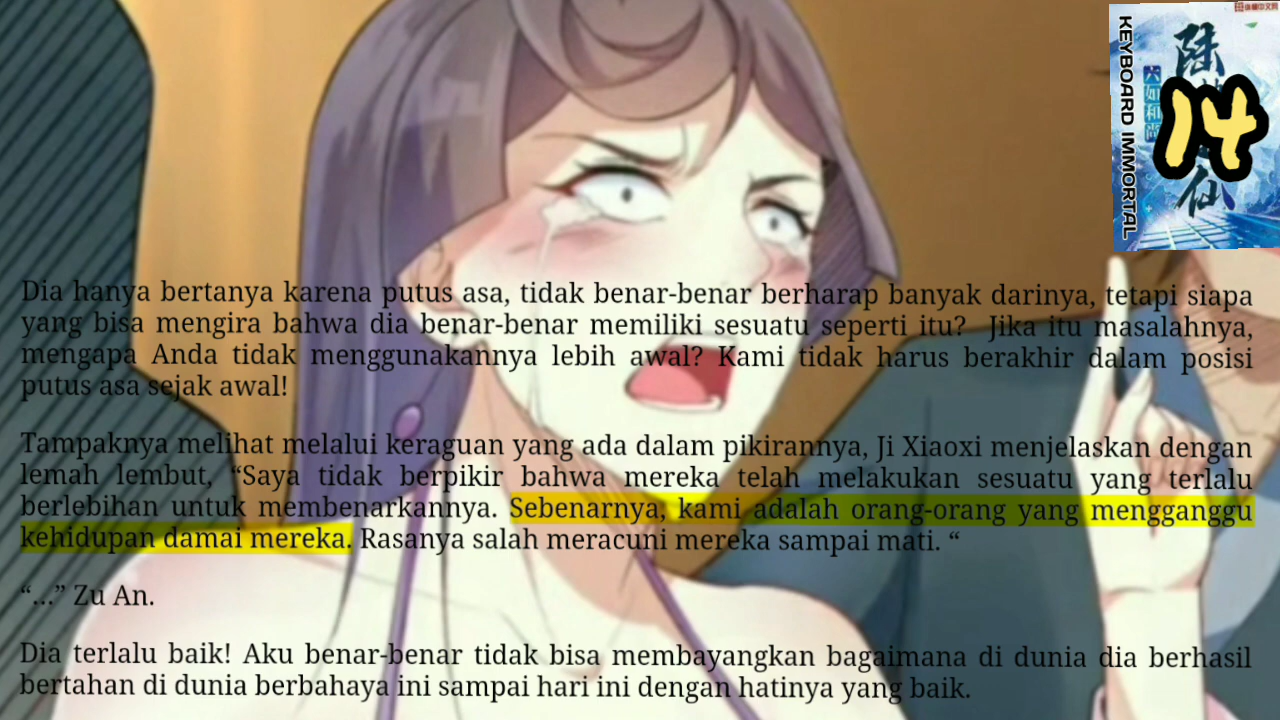 KEYBOARD IMMORTAL
陆
仙
六如和尚
14
Dia hanya bertanya karena putus asa, tidak benar-benar berharap banyak darinya, tetapi siapa
yang bisa mengira bahwa dia benar-benar memiliki sesuatu seperti itu? Jika itu masalahnya,
mengapa Anda tidak menggunakannya lebih awal? Kami tidak harus berakhir dalam posisi
putus asa sejak awal!
Tampaknya melihat melalui keraguan yang ada dalam pikirannya, Ji Xiaoxi menjelaskan dengan
lemah lembut, “Saya tidak berpikir bahwa mereka telah melakukan sesuatu yang terlalu
berlebihan untuk membenarkannya. Sebenarnya, kami adalah orang-orang yang mengganggu
kehidupan damai mereka. Rasanya salah meracuni mereka sampai mati. “
“…” Zu An.
Dia terlalu baik! Aku benar-benar tidak bisa membayangkan bagaimana di dunia dia berhasil
bertahan di dunia berbahaya ini sampai hari ini dengan hatinya yang baik.